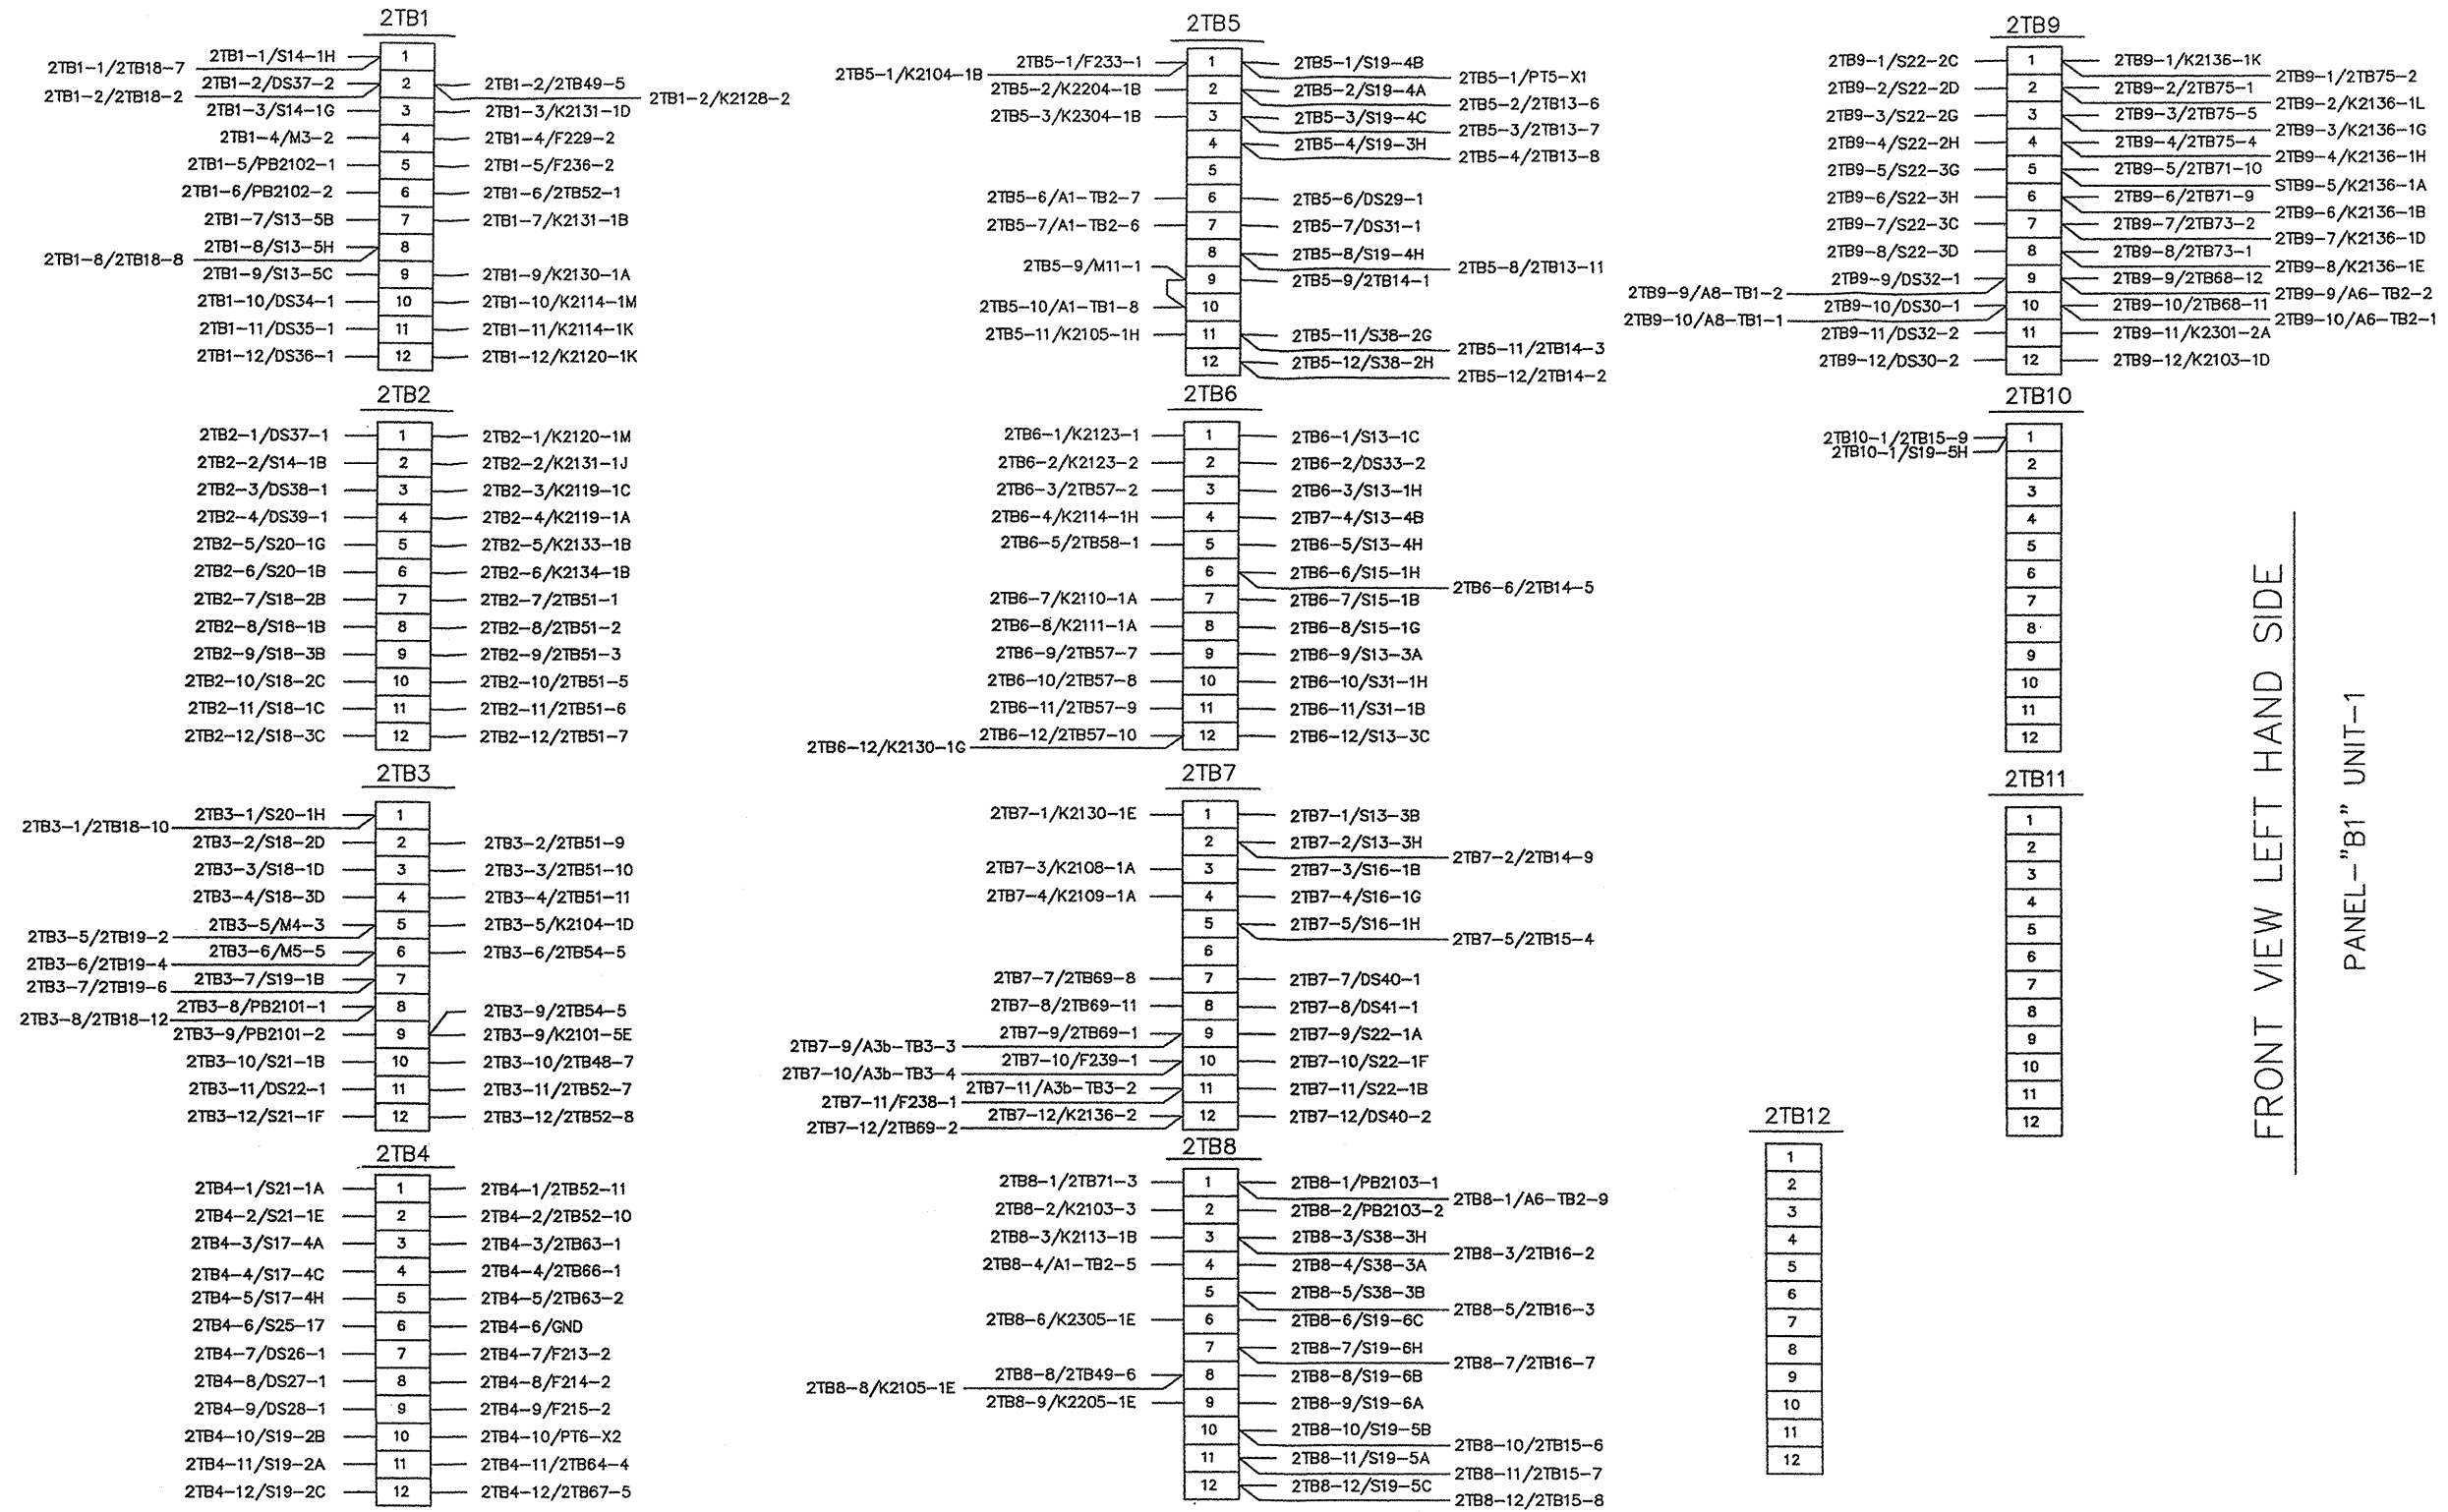 2TB1
2TB1-1/S14-1H
1
2TB1-1/2TB18-7
2TB1-2/DS37-2
2
2TB1-2/2TB49-5
2TB1-2/2TB18-2
2TB1-2/K2128-2
2TB1-3/S14-1G
3
2TB1-3/K2131-1D
2TB1-4/M3-2
4
2TB1-4/F229-2
2TB1-5/PB2102-1
5
2TB1-5/F236-2
2TB1-6/PB2102-2
6
2TB1-6/2TB52-1
2TB1-7/S13-5B
7
2TB1-7/K2131-1B
2TB1-8/S13-5H
8
2TB1-8/2TB18-8
2TB1-9/S13-5C
9
2TB1-9/K2130-1A
2TB1-10/DS34-1
10
2TB1-10/K2114-1M
2TB1-11/DS35-1
11
2TB1-11/K2114-1K
2TB1-12/DS36-1
12
2TB1-12/K2120-1K
2TB2
2TB2-1/DS37-1
1
2TB2-1/K2120-1M
2TB2-2/S14-1B
2
2TB2-2/K2131-1J
2TB2-3/DS38-1
3
2TB2-3/K2119-1C
2TB2-4/DS39-1
4
2TB2-4/K2119-1A
2TB2-5/S20-1G
5
2TB2-5/K2133-1B
2TB2-6/S20-1B
6
2TB2-6/K2134-1B
2TB2-7/S18-2B
7
2TB2-7/2TB51-1
2TB2-8/S18-1B
8
2TB2-8/2TB51-2
2TB2-9/S18-3B
9
2TB2-9/2TB51-3
2TB2-10/S18-2C
10
2TB2-10/2TB51-5
2TB2-11/S18-1C
11
2TB2-11/2TB51-6
2TB2-12/S18-3C
12
2TB2-12/2TB51-7
2TB3
2TB3-1/S20-1H
1
2TB3-1/2TB18-10
2TB3-2/S18-2D
2
2TB3-2/2TB51-9
2TB3-3/S18-1D
3
2TB3-3/2TB51-10
2TB3-4/S18-3D
4
2TB3-4/2TB51-11
2TB3-5/M4-3
5
2TB3-5/K2104-1D
2TB3-5/2TB19-2
2TB3-6/M5-5
6
2TB3-6/2TB54-5
2TB3-6/2TB19-4
2TB3-7/S19-1B
7
2TB3-7/2TB19-6
2TB3-8/PB2101-1
8
2TB3-8/2TB18-12
2TB3-9/2TB54-5
2TB3-9/PB2101-2
9
2TB3-9/K2101-5E
2TB3-10/S21-1B
10
2TB3-10/2TB48-7
2TB3-11/DS22-1
11
2TB3-11/2TB52-7
2TB3-12/S21-1F
12
2TB3-12/2TB52-8
2TB4
2TB4-1/S21-1A
1
2TB4-1/2TB52-11
2TB4-2/S21-1E
2
2TB4-2/2TB52-10
2TB4-3/S17-4A
3
2TB4-3/2TB63-1
2TB4-4/S17-4C
4
2TB4-4/2TB66-1
2TB4-5/S17-4H
5
2TB4-5/2TB63-2
2TB4-6/S25-17
6
2TB4-6/GND
2TB4-7/DS26-1
7
2TB4-7/F213-2
2TB4-8/DS27-1
8
2TB4-8/F214-2
2TB4-9/DS28-1
9
2TB4-9/F215-2
2TB4-10/S19-2B
10
2TB4-10/PT6-X2
2TB4-11/S19-2A
11
2TB4-11/2TB64-4
2TB4-12/S19-2C
12
2TB4-12/2TB67-5
2TB5
2TB5-1/F233-1
1
2TB5-1/S19-4B
2TB5-1/K2104-1B
2TB5-1/PT5-X1
2TB5-2/K2204-1B
2
2TB5-2/S19-4A
2TB5-2/2TB13-6
2TB5-3/K2304-1B
3
2TB5-3/S19-4C
2TB5-3/2TB13-7
4
2TB5-4/S19-3H
2TB5-4/2TB13-8
5
2TB5-6/A1-TB2-7
6
2TB5-6/DS29-1
2TB5-7/A1-TB2-6
7
2TB5-7/DS31-1
8
2TB5-8/S19-4H
2TB5-8/2TB13-11
2TB5-9/M11-1
9
2TB5-9/2TB14-1
2TB5-10/A1-TB1-8
10
2TB5-11/K2105-1H
11
2TB5-11/S38-2G
2TB5-11/2TB14-3
12
2TB5-12/S38-2H
2TB5-12/2TB14-2
2TB6
2TB6-1/K2123-1
1
2TB6-1/S13-1C
2TB6-2/K2123-2
2
2TB6-2/DS33-2
2TB6-3/2TB57-2
3
2TB6-3/S13-1H
2TB6-4/K2114-1H
4
2TB7-4/S13-4B
2TB6-5/2TB58-1
5
2TB6-5/S13-4H
6
2TB6-6/S15-1H
2TB6-6/2TB14-5
2TB6-7/K2110-1A
7
2TB6-7/S15-1B
2TB6-8/K2111-1A
8
2TB6-8/S15-1G
2TB6-9/2TB57-7
9
2TB6-9/S13-3A
2TB6-10/2TB57-8
10
2TB6-10/S31-1H
2TB6-11/2TB57-9
11
2TB6-11/S31-1B
2TB6-12/2TB57-10
12
2TB6-12/S13-3C
2TB6-12/K2130-1G
2TB7
2TB7-1/K2130-1E
1
2TB7-1/S13-3B
2
2TB7-2/S13-3H
2TB7-2/2TB14-9
2TB7-3/K2108-1A
3
2TB7-3/S16-1B
2TB7-4/K2109-1A
4
2TB7-4/S16-1G
5
2TB7-5/S16-1H
2TB7-5/2TB15-4
6
2TB7-7/2TB69-8
7
2TB7-7/DS40-1
2TB7-8/2TB69-11
8
2TB7-8/DS41-1
2TB7-9/2TB69-1
9
2TB7-9/S22-1A
2TB7-9/A3b-TB3-3
2TB7-10/F239-1
10
2TB7-10/S22-1F
2TB7-10/A3b-TB3-4
2TB7-11/A3b-TB3-2
11
2TB7-11/S22-1B
2TB7-11/F238-1
2TB7-12/K2136-2
12
2TB7-12/DS40-2
2TB7-12/2TB69-2
2TB8
2TB8-1/2TB71-3
1
2TB8-1/PB2103-1
2TB8-1/A6-TB2-9
2TB8-2/K2103-3
2
2TB8-2/PB2103-2
2TB8-3/K2113-1B
3
2TB8-3/S38-3H
2TB8-3/2TB16-2
2TB8-4/A1-TB2-5
4
2TB8-4/S38-3A
5
2TB8-5/S38-3B
2TB8-5/2TB16-3
2TB8-6/K2305-1E
6
2TB8-6/S19-6C
7
2TB8-7/S19-6H
2TB8-7/2TB16-7
2TB8-8/2TB49-6
8
2TB8-8/S19-6B
2TB8-8/K2105-1E
2TB8-9/K2205-1E
9
2TB8-9/S19-6A
10
2TB8-10/S19-5B
2TB8-10/2TB15-6
11
2TB8-11/S19-5A
2TB8-11/2TB15-7
12
2TB8-12/S19-5C
2TB8-12/2TB15-8
2TB9
2TB9-1/S22-2C
1
2TB9-1/K2136-1K
2TB9-1/2TB75-2
2TB9-2/S22-2D
2
2TB9-2/2TB75-1
2TB9-2/K2136-1L
2TB9-3/S22-2G
3
2TB9-3/2TB75-5
2TB9-3/K2136-1G
2TB9-4/S22-2H
4
2TB9-4/2TB75-4
2TB9-4/K2136-1H
2TB9-5/S22-3G
5
2TB9-5/2TB71-10
STB9-5/K2136-1A
2TB9-6/S22-3H
6
2TB9-6/2TB71-9
2TB9-6/K2136-1B
2TB9-7/S22-3C
7
2TB9-7/2TB73-2
2TB9-7/K2136-1D
2TB9-8/S22-3D
8
2TB9-8/2TB73-1
2TB9-8/K2136-1E
2TB9-9/DS32-1
9
2TB9-9/2TB68-12
2TB9-9/A8-TB1-2
2TB9-9/A6-TB2-2
2TB9-10/DS30-1
10
2TB9-10/2TB68-11
2TB9-10/A8-TB1-1
2TB9-10/A6-TB2-1
2TB9-11/DS32-2
11
2TB9-11/K2301-2A
2TB9-12/DS30-2
12
2TB9-12/K2103-1D
2TB10
2TB10-1/2TB15-9
1
2TB10-1/S19-5H
2
3
4
5
6
7
8
9
10
11
12
2TB11
1
2
3
4
5
6
7
8
9
10
11
12
2TB12
1
2
3
4
5
6
7
8
9
10
11
12
FRONT VIEW LEFT HAND SIDE
PANEL-"B1" UNIT-1